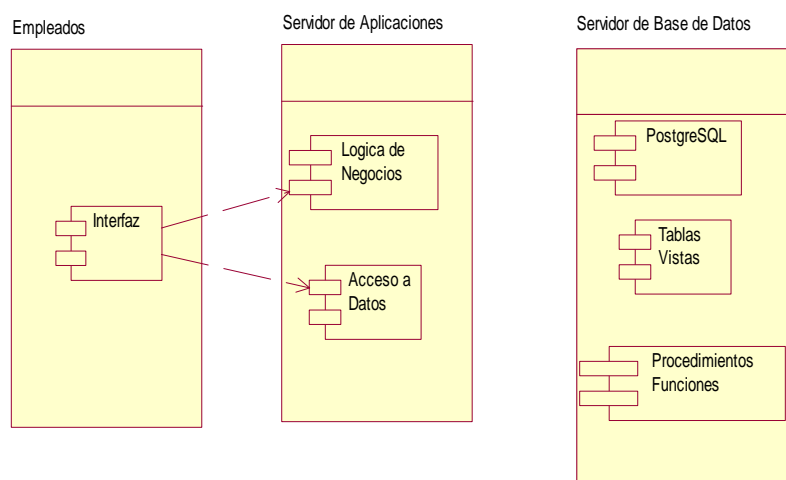 Empleados
Servidor de Aplicaciones
Servidor de Base de Datos
Interfaz
Logica de
Negocios
Acceso a
Datos
PostgreSQL
Tablas
Vistas
Procedimientos
Funciones